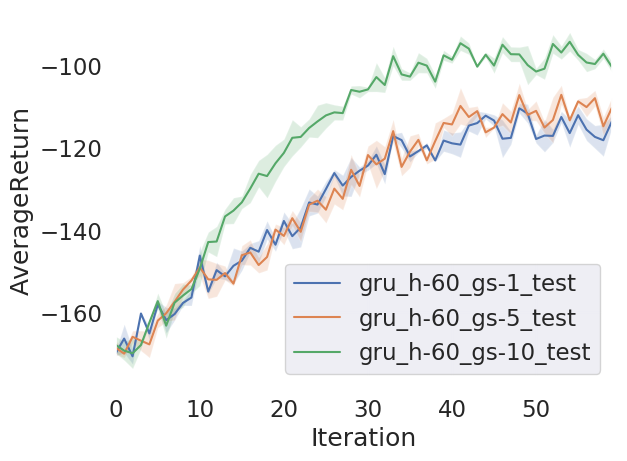 AverageReturn
−100
−120
−140
−160
gru_h-60_gs-1_test
gru_h-60_gs-5_test
gru_h-60_gs-10_test
0 10 20 30 40 50
Iteration